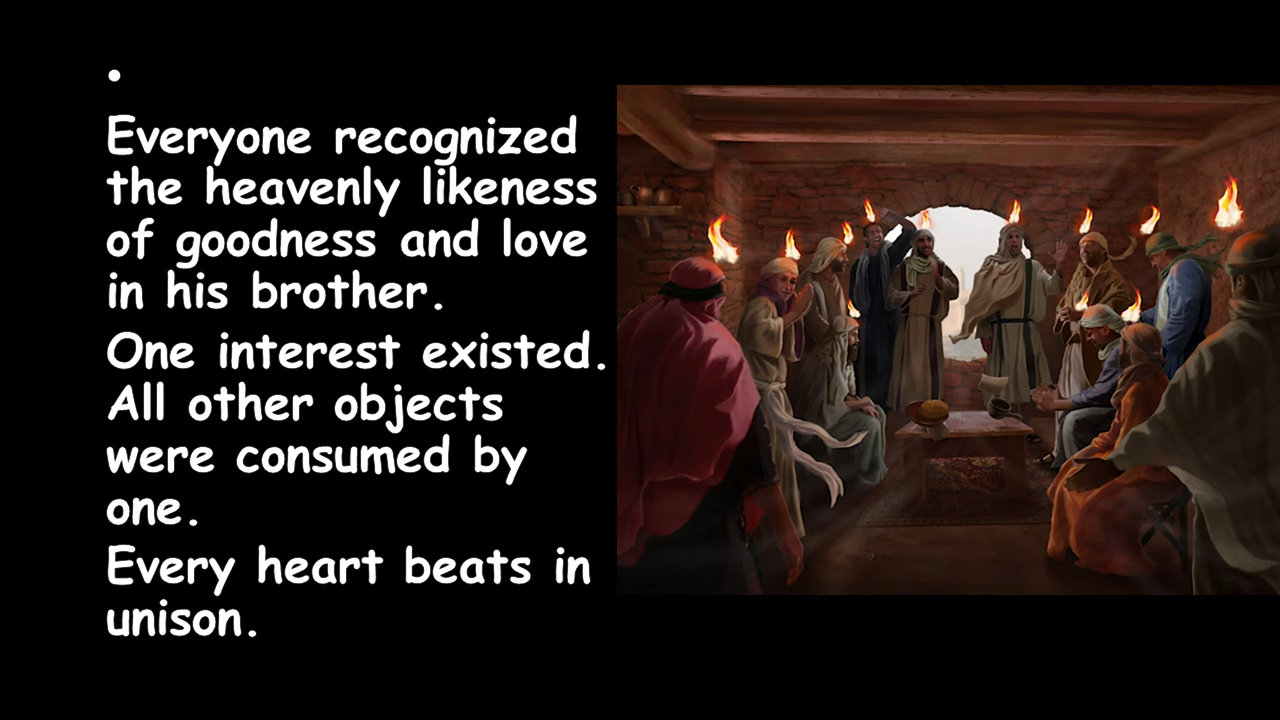 •
Everyone recognized
the heavenly likeness
of goodness and love
in his brother.
One interest existed.
All other objects
were consumed by
one.
Every heart beats in
unison.